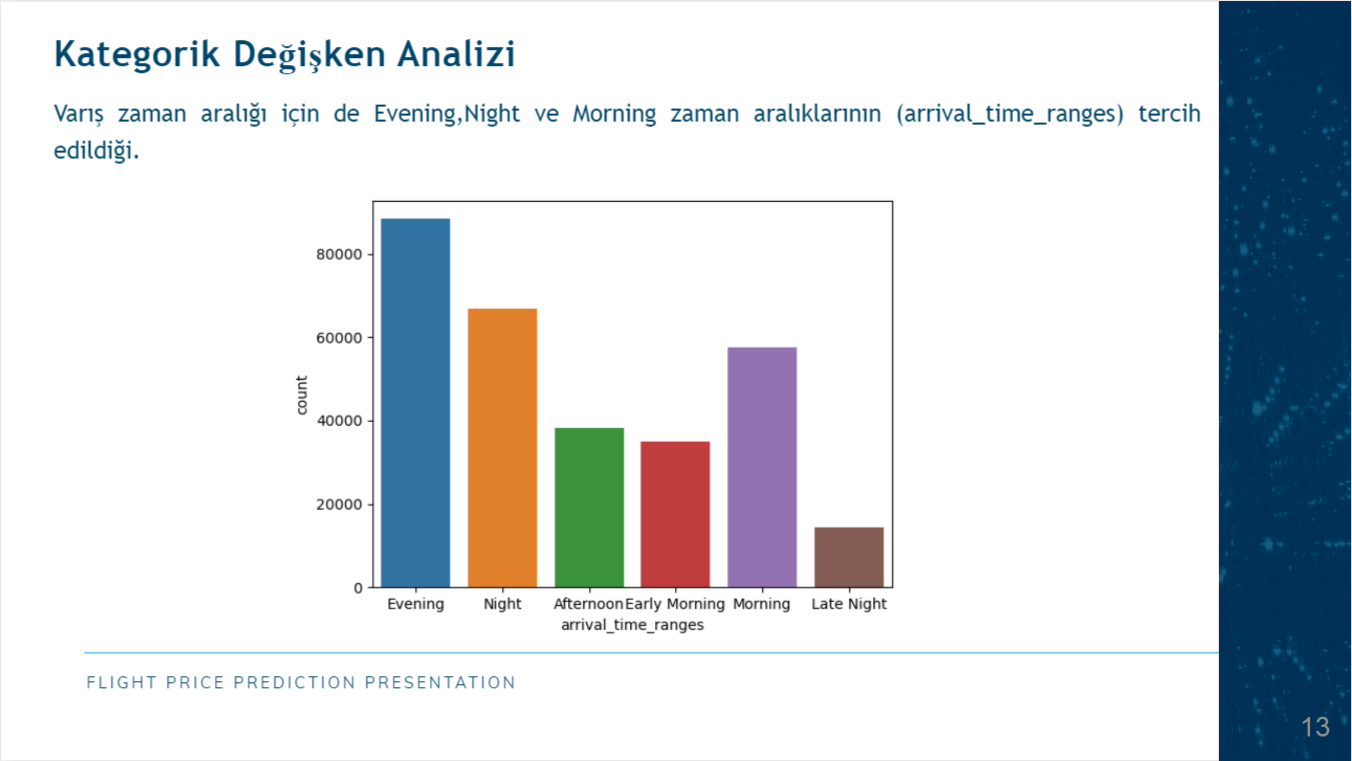 Kategorik Değişken Analizi
Varış zaman aralığı için de Evening,Night ve Morning zaman aralıklarının (arrival_time_ranges) tercih
edildiği.
80000
60000
40000
20000
0
count
Evening Night Afternoon Early Morning Morning Late Night
arrival_time_ranges
FLIGHT PRICE PREDICTION PRESENTATION
13